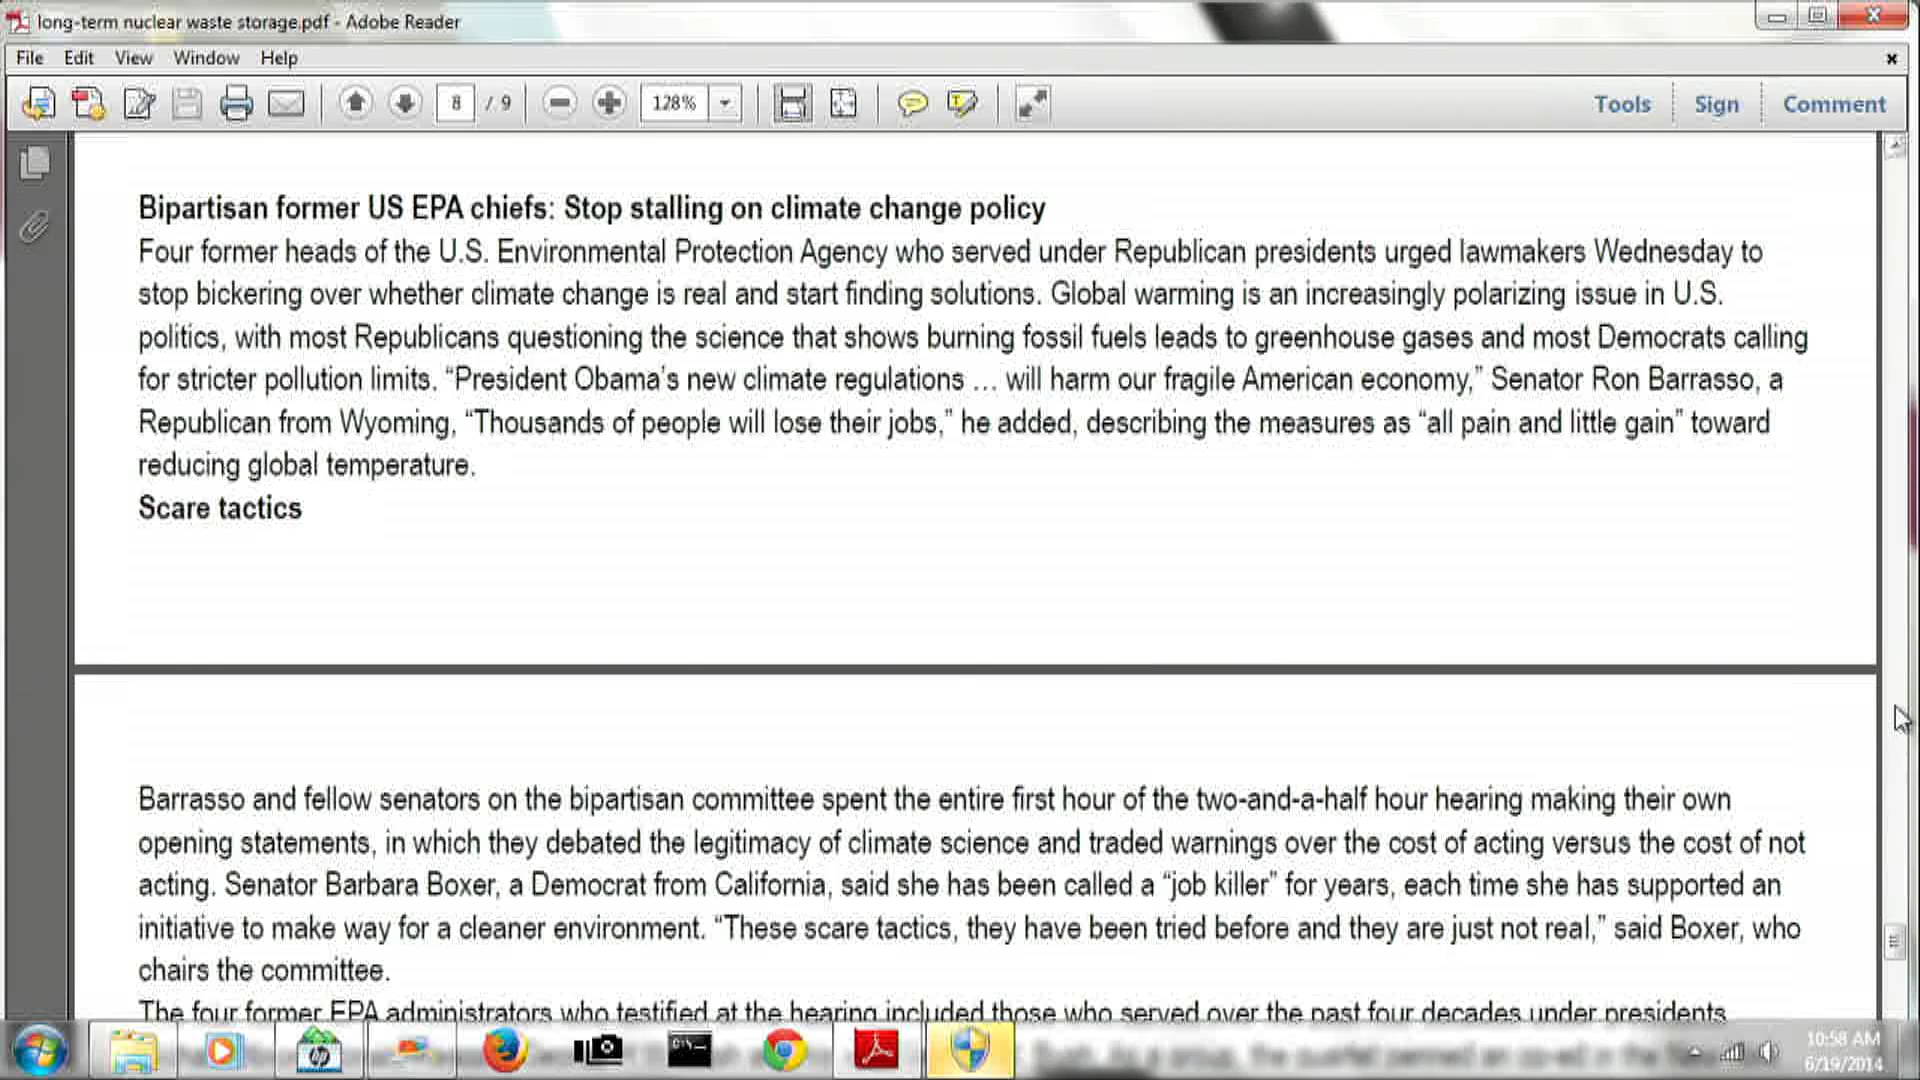 long-term nuclear waste storage.pdf - Adobe Reader
File Edit View Window Help
8 / 9 128% Tools Sign Comment
Bipartisan former US EPA chiefs: Stop stalling on climate change policy
Four former heads of the U.S. Environmental Protection Agency who served under Republican presidents urged lawmakers Wednesday to
stop bickering over whether climate change is real and start finding solutions. Global warming is an increasingly polarizing issue in U.S.
politics, with most Republicans questioning the science that shows burning fossil fuels leads to greenhouse gases and most Democrats calling
for stricter pollution limits. “President Obama’s new climate regulations … will harm our fragile American economy,” Senator Ron Barrasso, a
Republican from Wyoming, “Thousands of people will lose their jobs,” he added, describing the measures as “all pain and little gain” toward
reducing global temperature.
Scare tactics
Barrasso and fellow senators on the bipartisan committee spent the entire first hour of the two-and-a-half hour hearing making their own
opening statements, in which they debated the legitimacy of climate science and traded warnings over the cost of acting versus the cost of not
acting. Senator Barbara Boxer, a Democrat from California, said she has been called a “job killer” for years, each time she has supported an
initiative to make way for a cleaner environment. “These scare tactics, they have been tried before and they are just not real,” said Boxer, who
chairs the committee.
The four former EPA administrators who testified at the hearing included those who served over the past four decades under presidents
hp
10:58 AM
6/19/2014